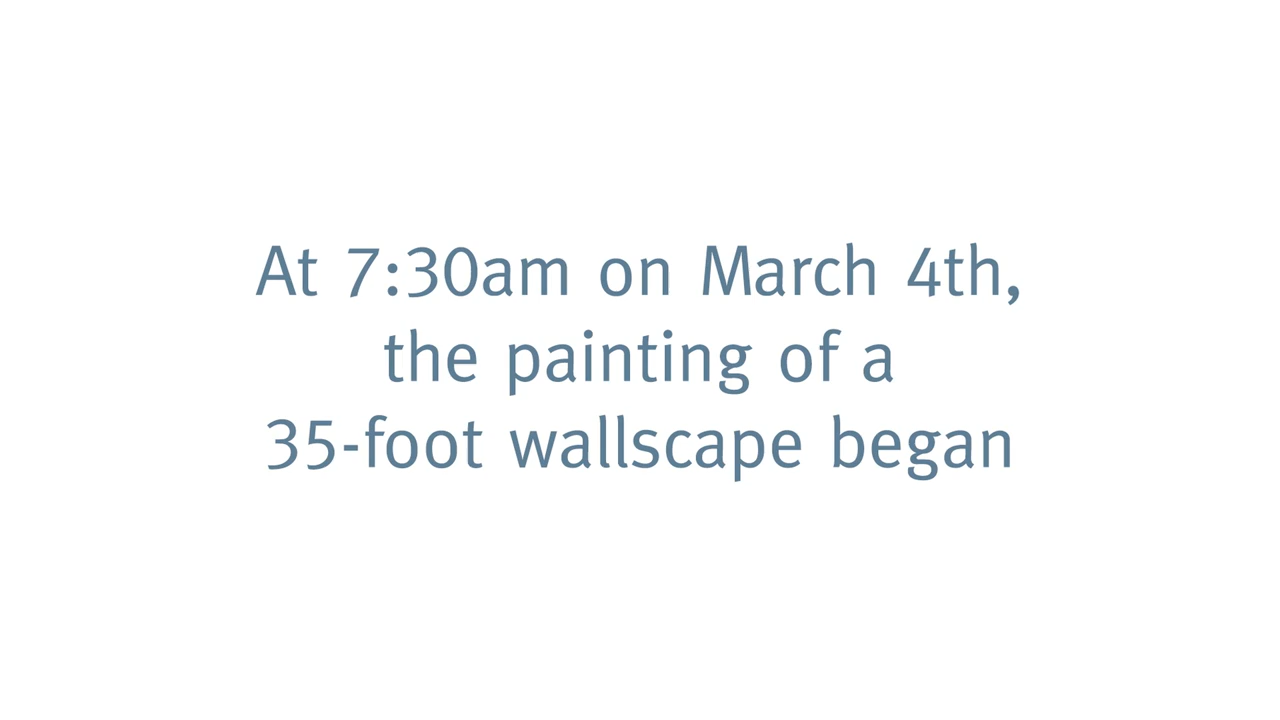 At 7:30am on March 4th,
the painting of a
35-foot wallscape began